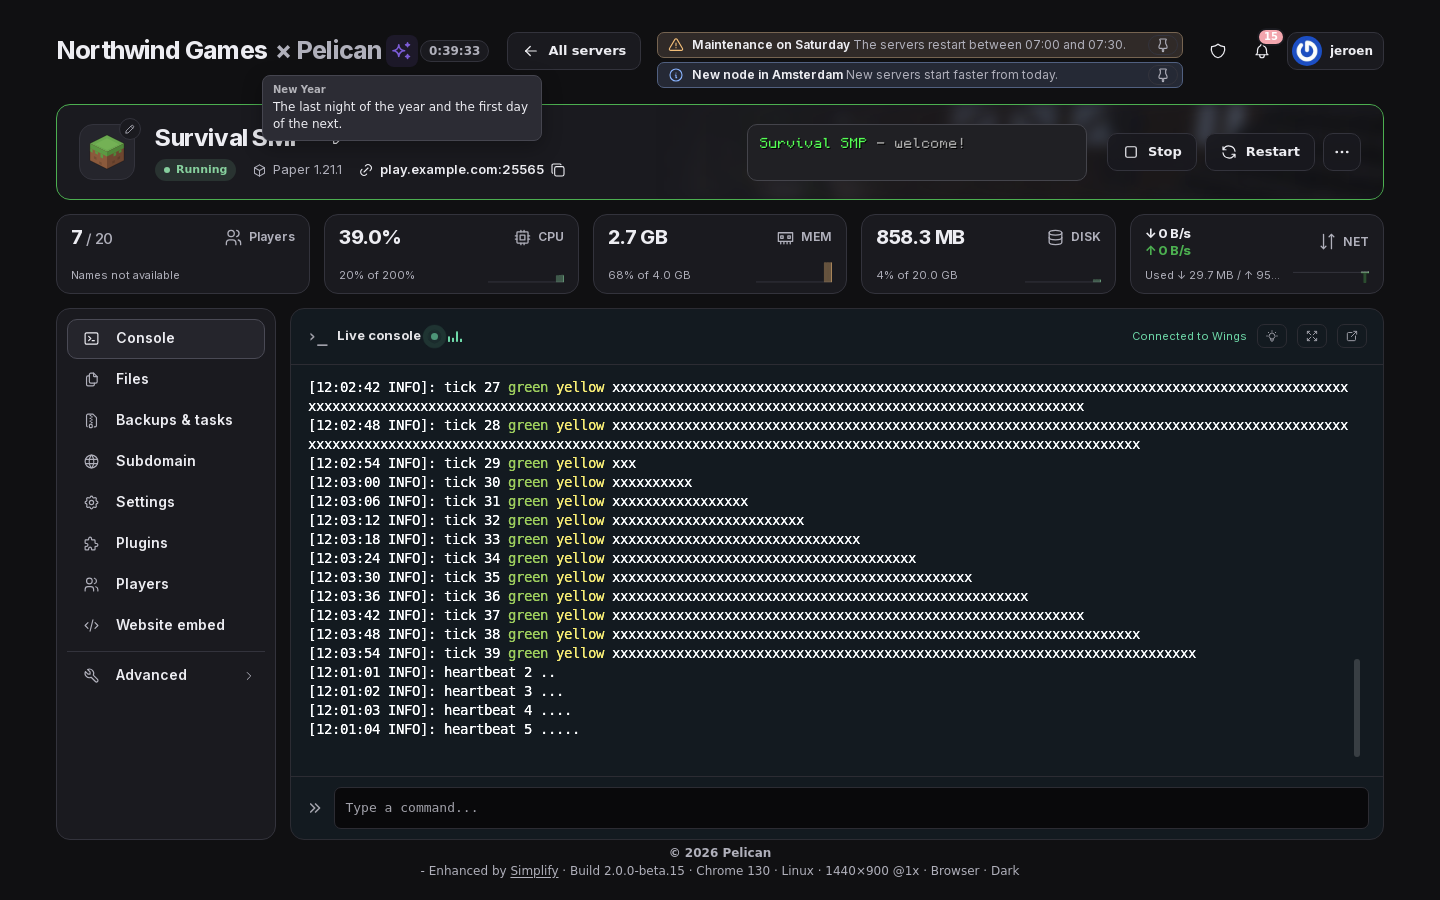 Northwind Games × Pelican
0:39:33
All servers
Maintenance on Saturday The servers restart between 07:00 and 07:30.
New node in Amsterdam New servers start faster from today.
15
jeroen
New Year
The last night of the year and the first day
of the next.
Survival SMP
Running
Paper 1.21.1
play.example.com:25565
Survival SMP - welcome!
Stop
Restart
7 / 20
Players
Names not available
39.0%
CPU
20% of 200%
2.7 GB
MEM
68% of 4.0 GB
858.3 MB
DISK
4% of 20.0 GB
↓ 0 B/s
↑ 0 B/s
NET
Used ↓ 29.7 MB / ↑ 95...
Console
Files
Backups & tasks
Subdomain
Settings
Plugins
Players
Website embed
Advanced
Live console
Connected to Wings
[12:02:42 INFO]: tick 27 green yellow xxxxxxxxxxxxxxxxxxxxxxxxxxxxxxxxxxxxxxxxxxxxxxxxxxxxxxxxxxxxxxxxxxxxxxxxxxxxxxxxxxxxxxxxxxxx
xxxxxxxxxxxxxxxxxxxxxxxxxxxxxxxxxxxxxxxxxxxxxxxxxxxxxxxxxxxxxxxxxxxxxxxxxxxxxxxxxxxxxxxxxxxxxxxxx
[12:02:48 INFO]: tick 28 green yellow xxxxxxxxxxxxxxxxxxxxxxxxxxxxxxxxxxxxxxxxxxxxxxxxxxxxxxxxxxxxxxxxxxxxxxxxxxxxxxxxxxxxxxxxxxxx
xxxxxxxxxxxxxxxxxxxxxxxxxxxxxxxxxxxxxxxxxxxxxxxxxxxxxxxxxxxxxxxxxxxxxxxxxxxxxxxxxxxxxxxxxxxxxxxxxxxxxxxx
[12:02:54 INFO]: tick 29 green yellow xxx
[12:03:00 INFO]: tick 30 green yellow xxxxxxxxxx
[12:03:06 INFO]: tick 31 green yellow xxxxxxxxxxxxxxxxx
[12:03:12 INFO]: tick 32 green yellow xxxxxxxxxxxxxxxxxxxxxxxx
[12:03:18 INFO]: tick 33 green yellow xxxxxxxxxxxxxxxxxxxxxxxxxxxxxxx
[12:03:24 INFO]: tick 34 green yellow xxxxxxxxxxxxxxxxxxxxxxxxxxxxxxxxxxxxxx
[12:03:30 INFO]: tick 35 green yellow xxxxxxxxxxxxxxxxxxxxxxxxxxxxxxxxxxxxxxxxxxxxx
[12:03:36 INFO]: tick 36 green yellow xxxxxxxxxxxxxxxxxxxxxxxxxxxxxxxxxxxxxxxxxxxxxxxxxxxx
[12:03:42 INFO]: tick 37 green yellow xxxxxxxxxxxxxxxxxxxxxxxxxxxxxxxxxxxxxxxxxxxxxxxxxxxxxxxxxxx
[12:03:48 INFO]: tick 38 green yellow xxxxxxxxxxxxxxxxxxxxxxxxxxxxxxxxxxxxxxxxxxxxxxxxxxxxxxxxxxxxxxxxxx
[12:03:54 INFO]: tick 39 green yellow xxxxxxxxxxxxxxxxxxxxxxxxxxxxxxxxxxxxxxxxxxxxxxxxxxxxxxxxxxxxxxxxxxxxxxxxx
[12:01:01 INFO]: heartbeat 2 ..
[12:01:02 INFO]: heartbeat 3 ...
[12:01:03 INFO]: heartbeat 4 ....
[12:01:04 INFO]: heartbeat 5 .....
Type a command...
© 2026 Pelican
- Enhanced by Simplify · Build 2.0.0-beta.15 · Chrome 130 · Linux · 1440×900 @1x · Browser · Dark